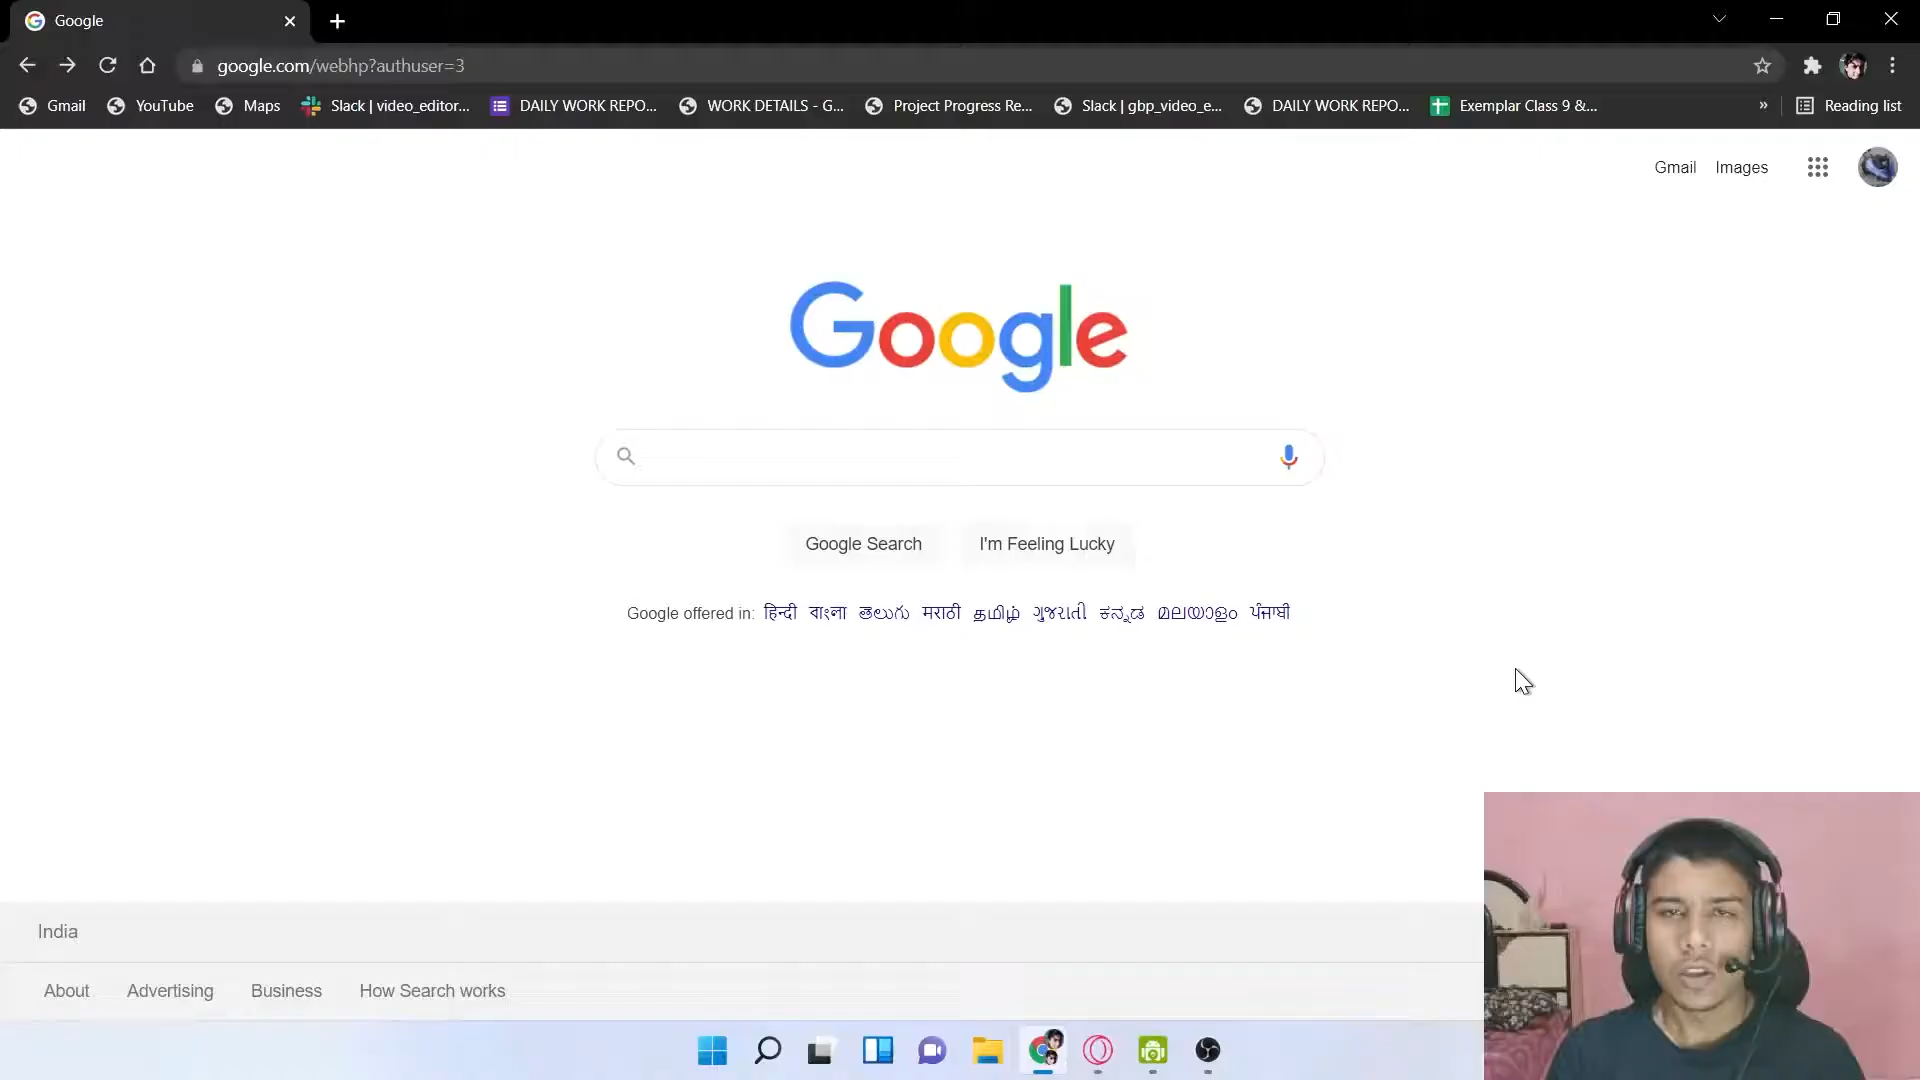 Google
google.com/webhp?authuser=3
Gmail YouTube Maps Slack | video_editor... DAILY WORK REPO... WORK DETAILS - G... Project Progress Re... Slack | gbp_video_e... DAILY WORK REPO... Exemplar Class 9 &... » Reading list
Gmail Images
Google
Google Search I'm Feeling Lucky
Google offered in: हिन्दी বাংলা తెలుగు मराठी தமிழ் ગુજરાતી ಕನ್ನಡ മലയാളം ਪੰਜਾਬੀ
India
About Advertising Business How Search works